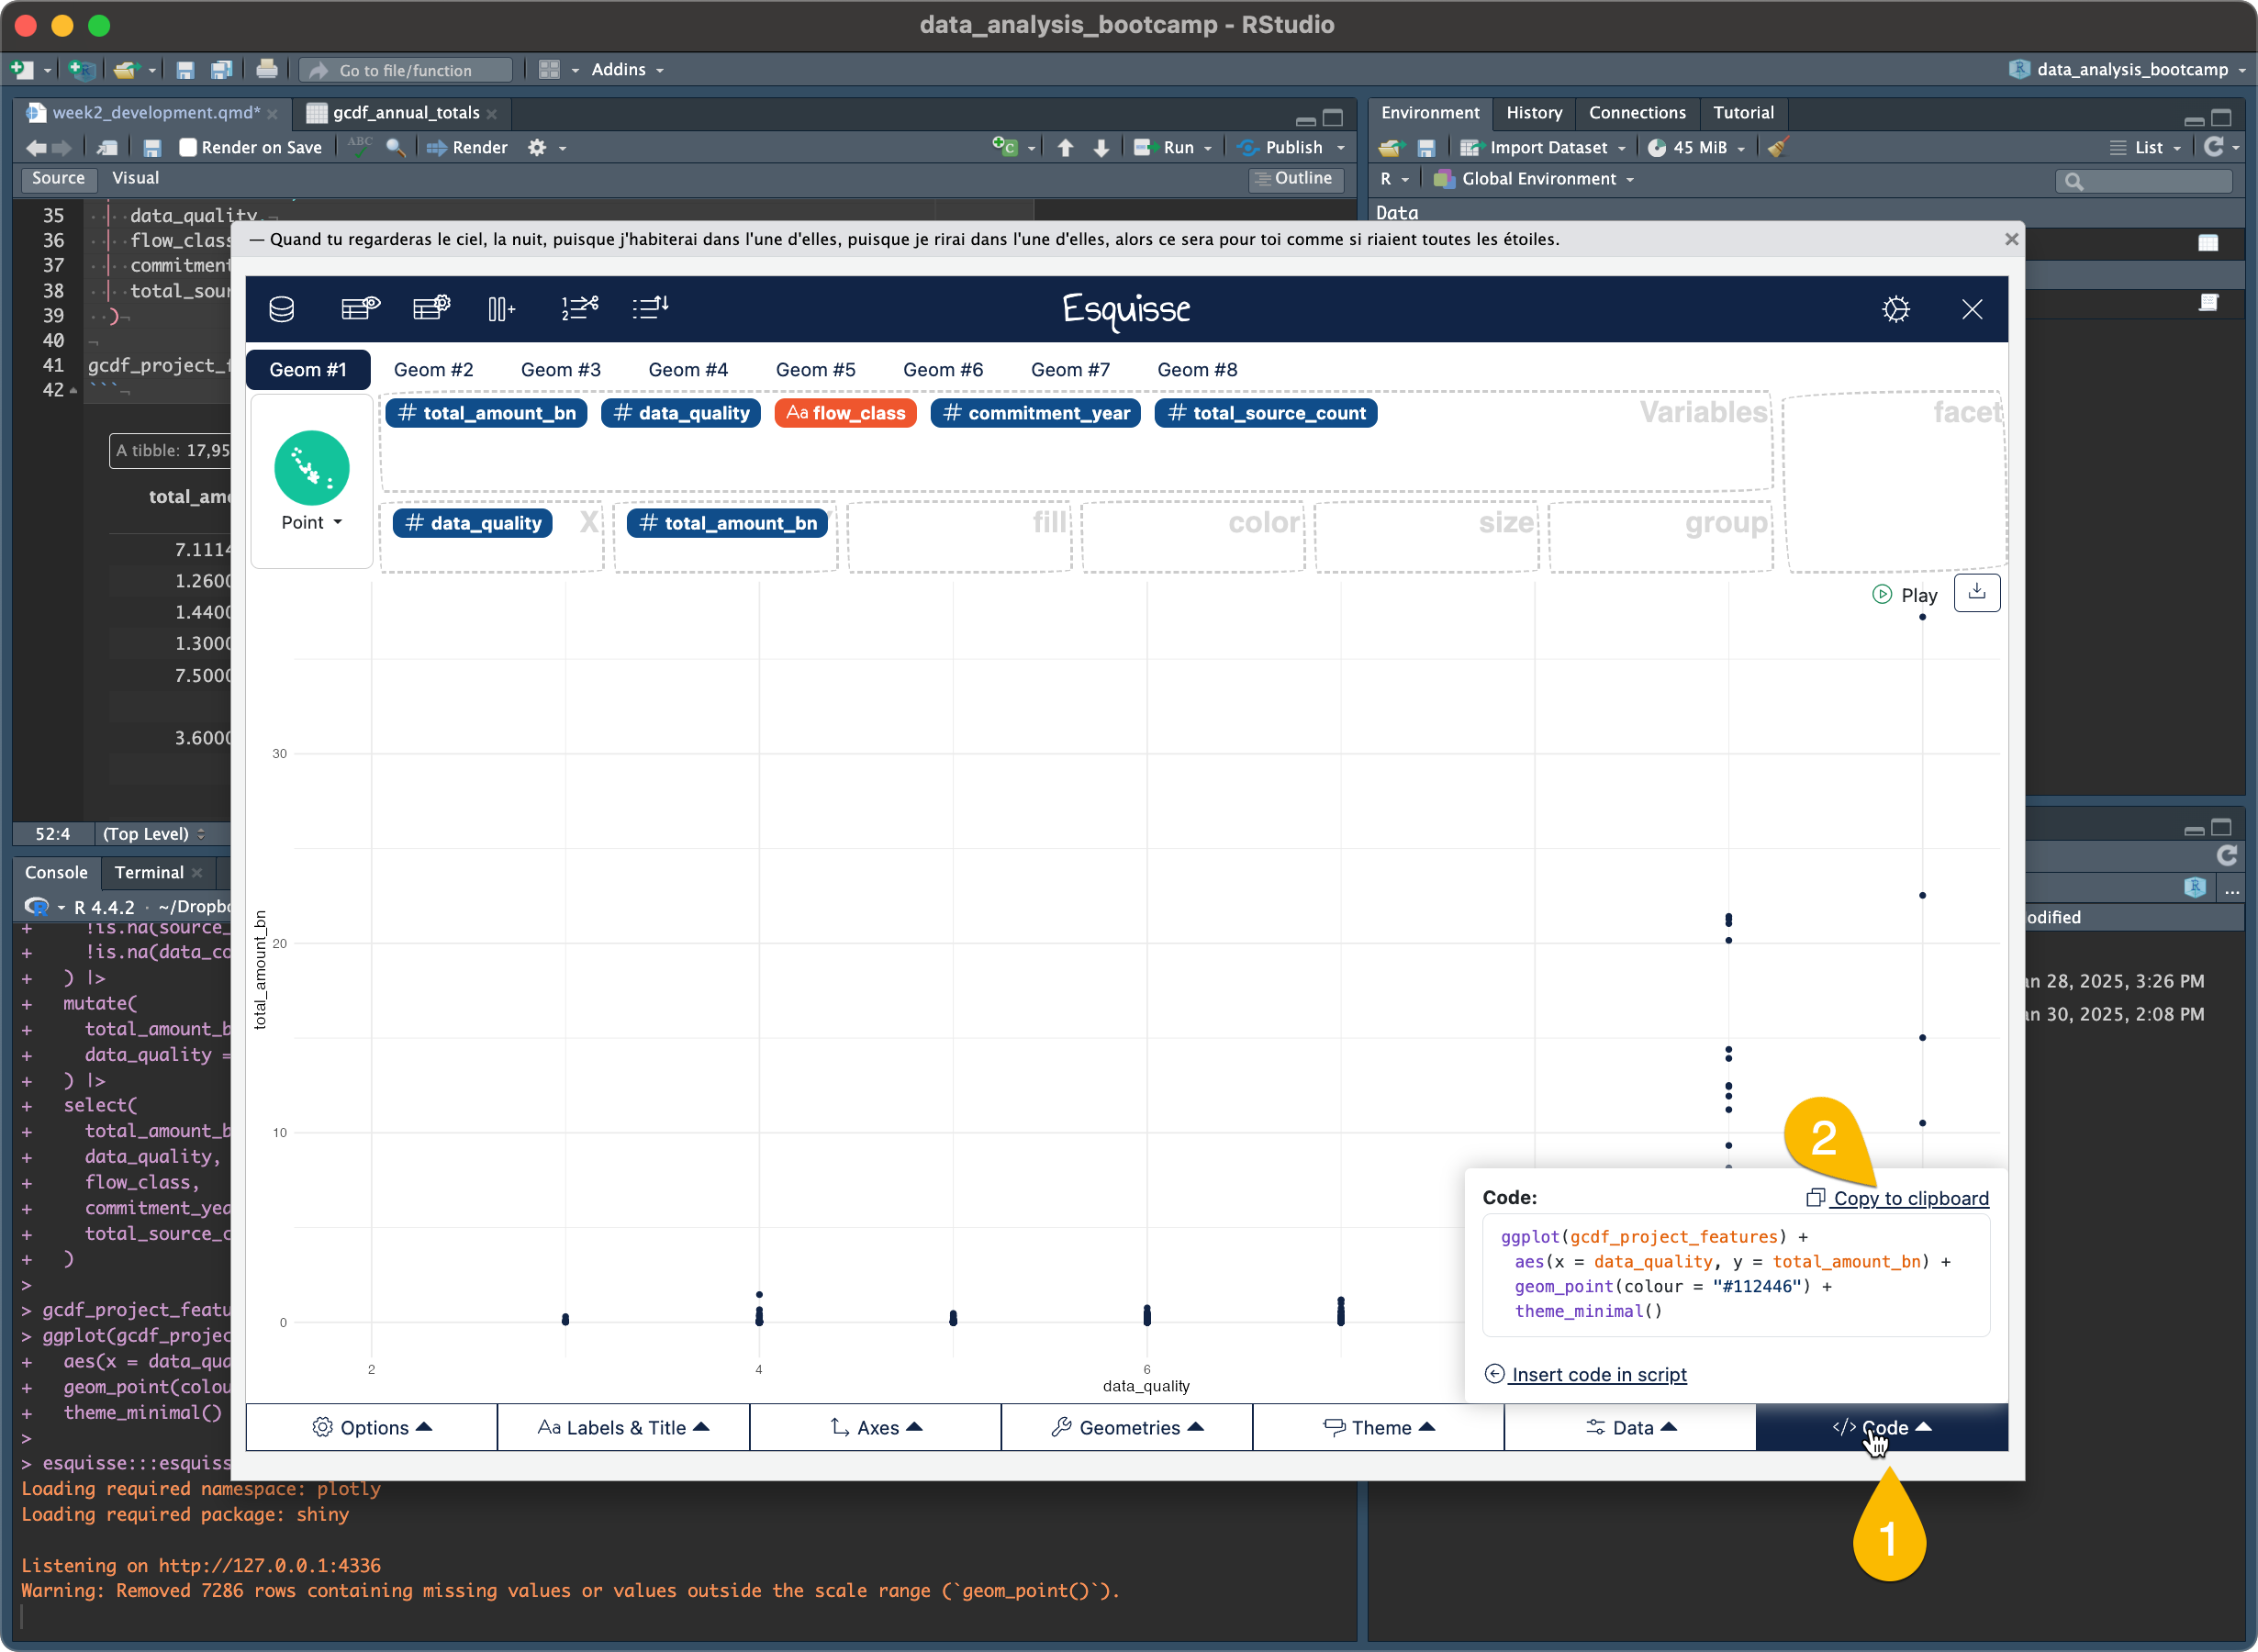 data_analysis_bootcamp - RStudio
Go to file/function
Addins
data_analysis_bootcamp
week2_development.qmd*
gcdf_annual_totals
Render on Save
ABC
Render
Run
Publish
Source
Visual
Outline
35 data_quality,
36 flow_class
37 commitment
38 total_sour
39 )
40
41 gcdf_project_f
42 ```
A tibble: 17,95
total_am
7.1114
1.2600
1.4400
1.3000
7.5000
3.6000
52:4
(Top Level)
Environment
History
Connections
Tutorial
Import Dataset
45 MiB
List
R
Global Environment
Data
— Quand tu regarderas le ciel, la nuit, puisque j'habiterai dans l'une d'elles, puisque je rirai dans l'une d'elles, alors ce sera pour toi comme si riaient toutes les étoiles.
Esquisse
Geom #1
Geom #2
Geom #3
Geom #4
Geom #5
Geom #6
Geom #7
Geom #8
Point
# total_amount_bn
# data_quality
Aa flow_class
# commitment_year
# total_source_count
Variables
facet
# data_quality
X
# total_amount_bn
fill
color
size
group
Play
30
20
10
0
total_amount_bn
2
4
6
data_quality
2
Code:
Copy to clipboard
ggplot(gcdf_project_features) +
aes(x = data_quality, y = total_amount_bn) +
geom_point(colour = "#112446") +
theme_minimal()
Insert code in script
Options
Aa Labels & Title
Axes
Geometries
Theme
Data
</> Code
1
Console
Terminal
R 4.4.2 · ~/Dropbo
+ !is.na(source_
+ !is.na(data_co
+ ) |>
+ mutate(
+ total_amount_b
+ data_quality =
+ ) |>
+ select(
+ total_amount_b
+ data_quality,
+ flow_class,
+ commitment_yea
+ total_source_c
+ )
>
> gcdf_project_featu
> ggplot(gcdf_projec
+ aes(x = data_qua
+ geom_point(colou
+ theme_minimal()
>
> esquisse:::esquiss
Loading required namespace: plotly
Loading required package: shiny
Listening on http://127.0.0.1:4336
Warning: Removed 7286 rows containing missing values or values outside the scale range (`geom_point()`).
odified
an 28, 2025, 3:26 PM
an 30, 2025, 2:08 PM